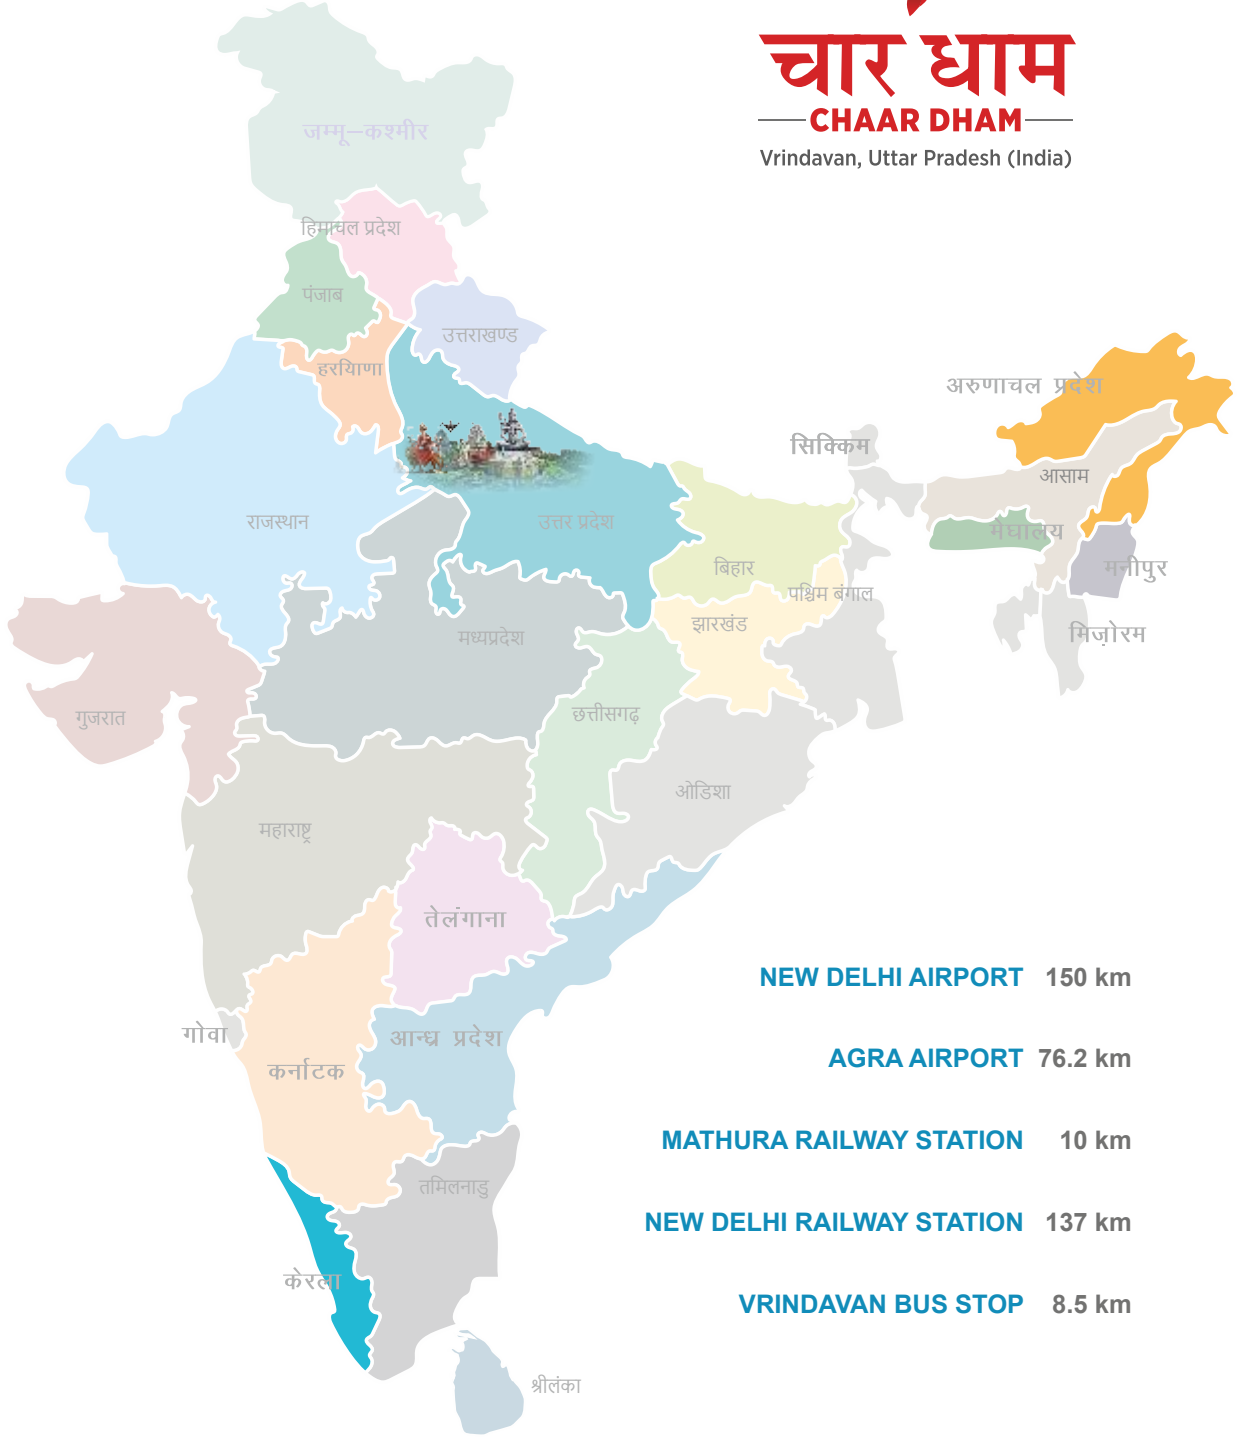 चार धाम
CHAAR DHAM
Vrindavan, Uttar Pradesh (India)
जम्मू–कश्मीर
हिमाचल प्रदेश
पंजाब
उत्तराखण्ड
हरियाणा
अरुणाचल प्रदेश
सिक्किम
आसाम
राजस्थान
उत्तर प्रदेश
मेघालय
बिहार
मनीपुर
पश्चिम बंगाल
झारखंड
मिज़ोरम
मध्यप्रदेश
गुजरात
छत्तीसगढ़
ओडिशा
महाराष्ट्र
तेलंगाना
NEW DELHI AIRPORT 150 km
गोवा
आन्ध्र प्रदेश
AGRA AIRPORT 76.2 km
कर्नाटक
MATHURA RAILWAY STATION 10 km
तमिलनाडु
NEW DELHI RAILWAY STATION 137 km
केरला
VRINDAVAN BUS STOP 8.5 km
श्रीलंका